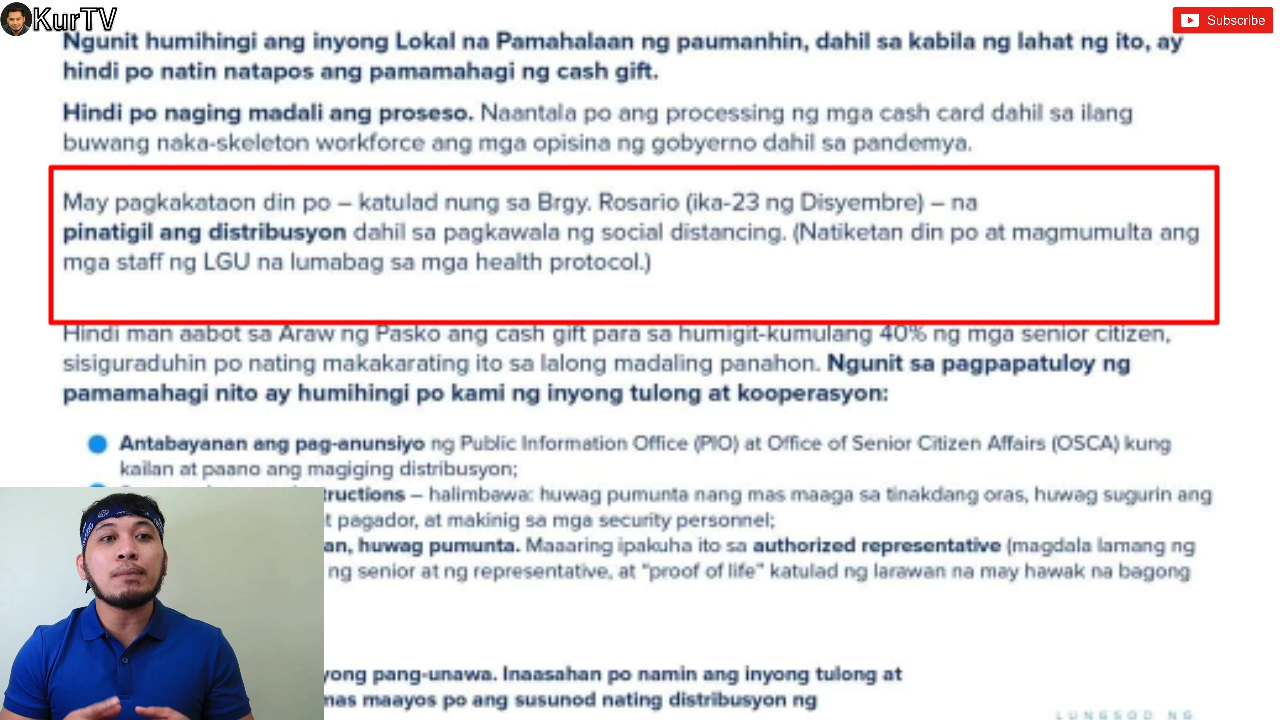 KurTV
Subscribe
Ngunit humihingi ang inyong Lokal na Pamahalaan ng paumanhin, dahil sa kabila ng lahat ng ito, ay
hindi po natin natapos ang pamamahagi ng cash gift.
Hindi po naging madali ang proseso. Naantala po ang processing ng mga cash card dahil sa ilang
buwang naka-skeleton workforce ang mga opisina ng gobyerno dahil sa pandemya.
May pagkakataon din po – katulad nung sa Brgy. Rosario (ika-23 ng Disyembre) – na
pinatigil ang distribusyon dahil sa pagkawala ng social distancing. (Natiketan din po at magmumulta ang
mga staff ng LGU na lumabag sa mga health protocol.)
Hindi man aabot sa Araw ng Pasko ang cash gift para sa humigit-kumulang 40% ng mga senior citizen,
sisiguraduhin po nating makakarating ito sa lalong madaling panahon. Ngunit sa pagpapatuloy ng
pamamahagi nito ay humihingi po kami ng inyong tulong at kooperasyon:
Antabayanan ang pag-anunsiyo ng Public Information Office (PIO) at Office of Senior Citizen Affairs (OSCA) kung
kailan at paano ang magiging distribusyon;
tructions – halimbawa: huwag pumunta nang mas maaga sa tinakdang oras, huwag sugurin ang
t pagador, at makinig sa mga security personnel;
an, huwag pumunta. Maaaring ipakuha ito sa authorized representative (magdala lamang ng
ng senior at ng representative, at "proof of life" katulad ng larawan na may hawak na bagong
yong pang-unawa. Inaasahan po namin ang inyong tulong at
mas maayos po ang susunod nating distribusyon ng
LUNGSOD NG